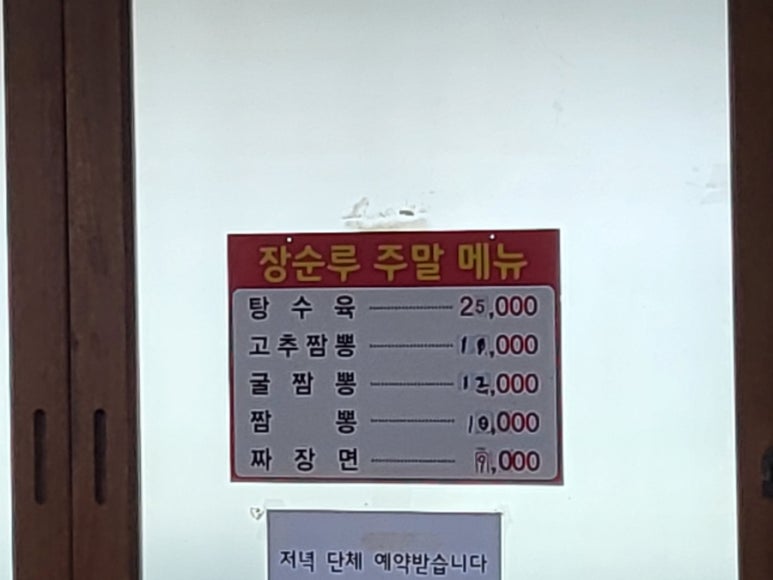 장순루 주말 메뉴
탕수육 25,000
고추짬뽕 11,000
굴짬뽕 12,000
짬뽕 10,000
짜장면 9,000
저녁 단체 예약받습니다